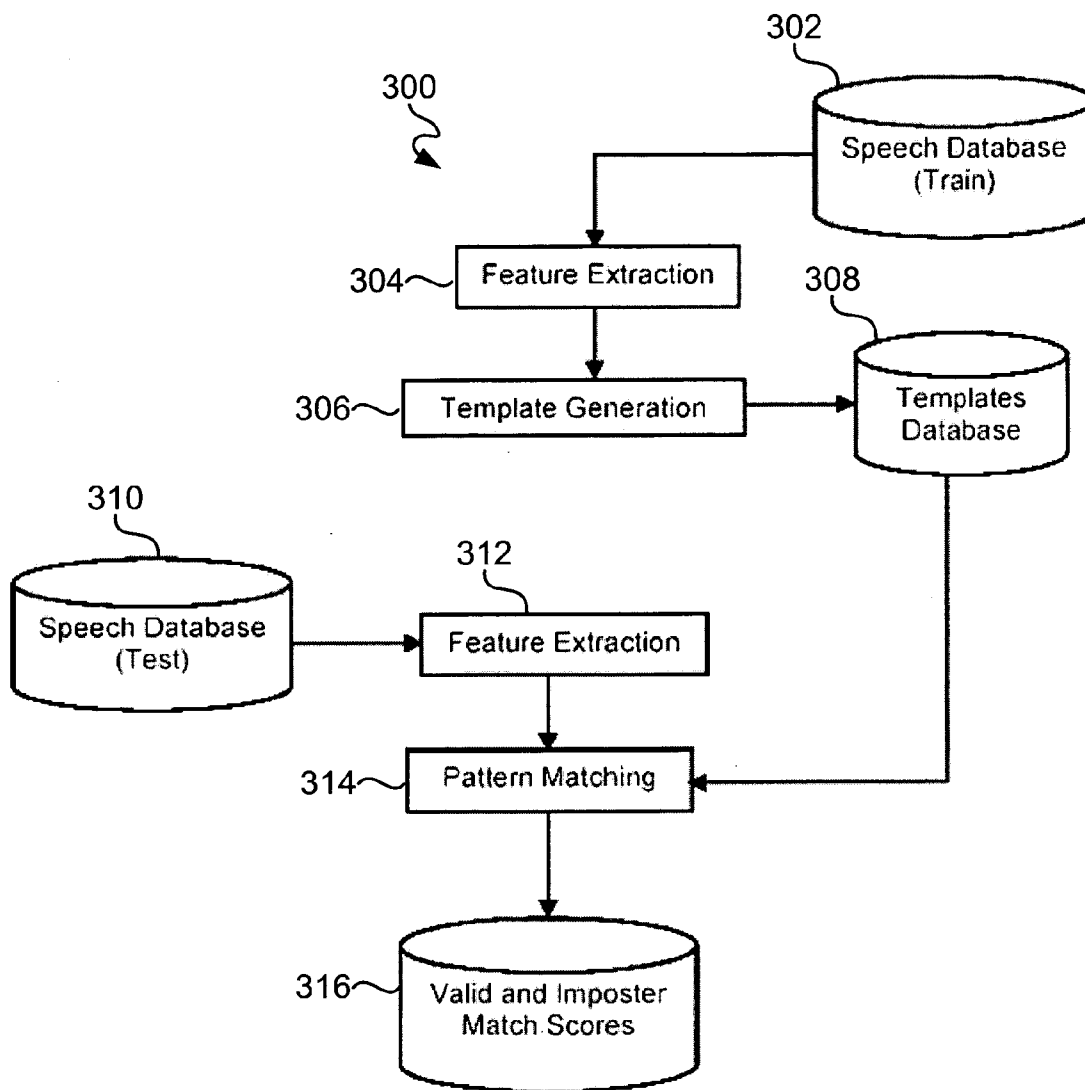 302
300
Speech Database
(Train)
304
Feature Extraction
308
306
Template Generation
Templates
Database
310
312
Speech Database
(Test)
Feature Extraction
314
Pattern Matching
316
Valid and Imposter
Match Scores